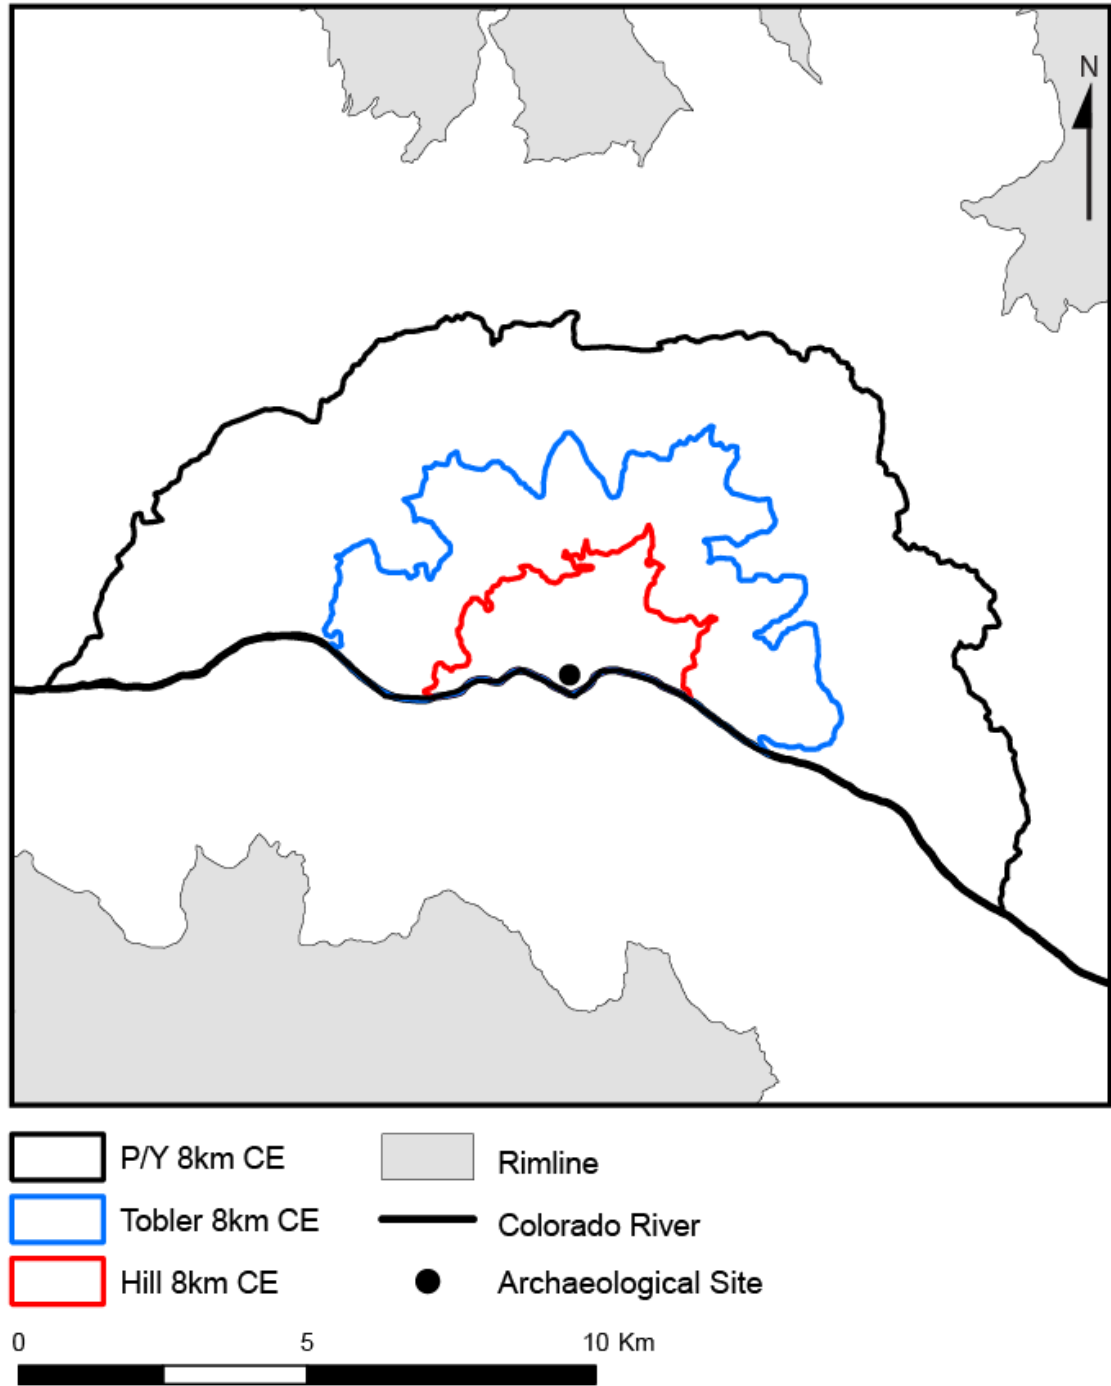 N
P/Y 8km CE
Rimline
Tobler 8km CE
Colorado River
Hill 8km CE
Archaeological Site
0 5 10 Km